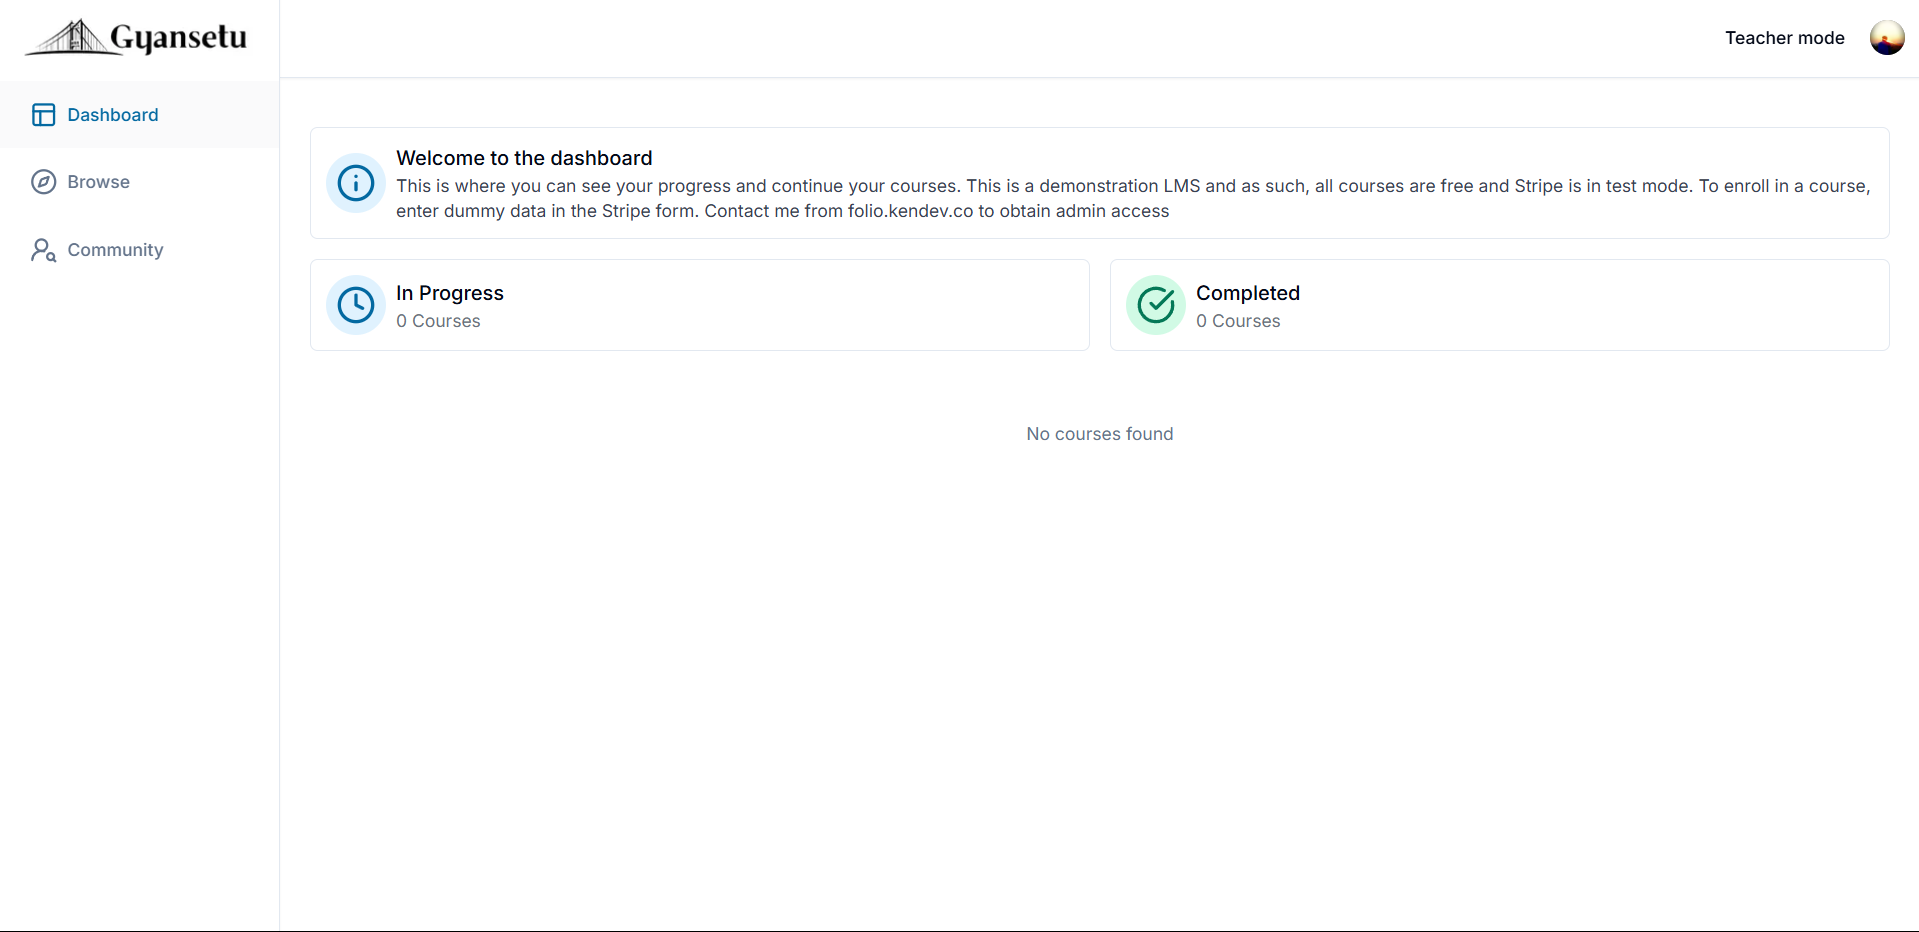 Gyansetu
Teacher mode
Dashboard
Browse
Community
Welcome to the dashboard
This is where you can see your progress and continue your courses. This is a demonstration LMS and as such, all courses are free and Stripe is in test mode. To enroll in a course,
enter dummy data in the Stripe form. Contact me from folio.kendev.co to obtain admin access
In Progress
0 Courses
Completed
0 Courses
No courses found